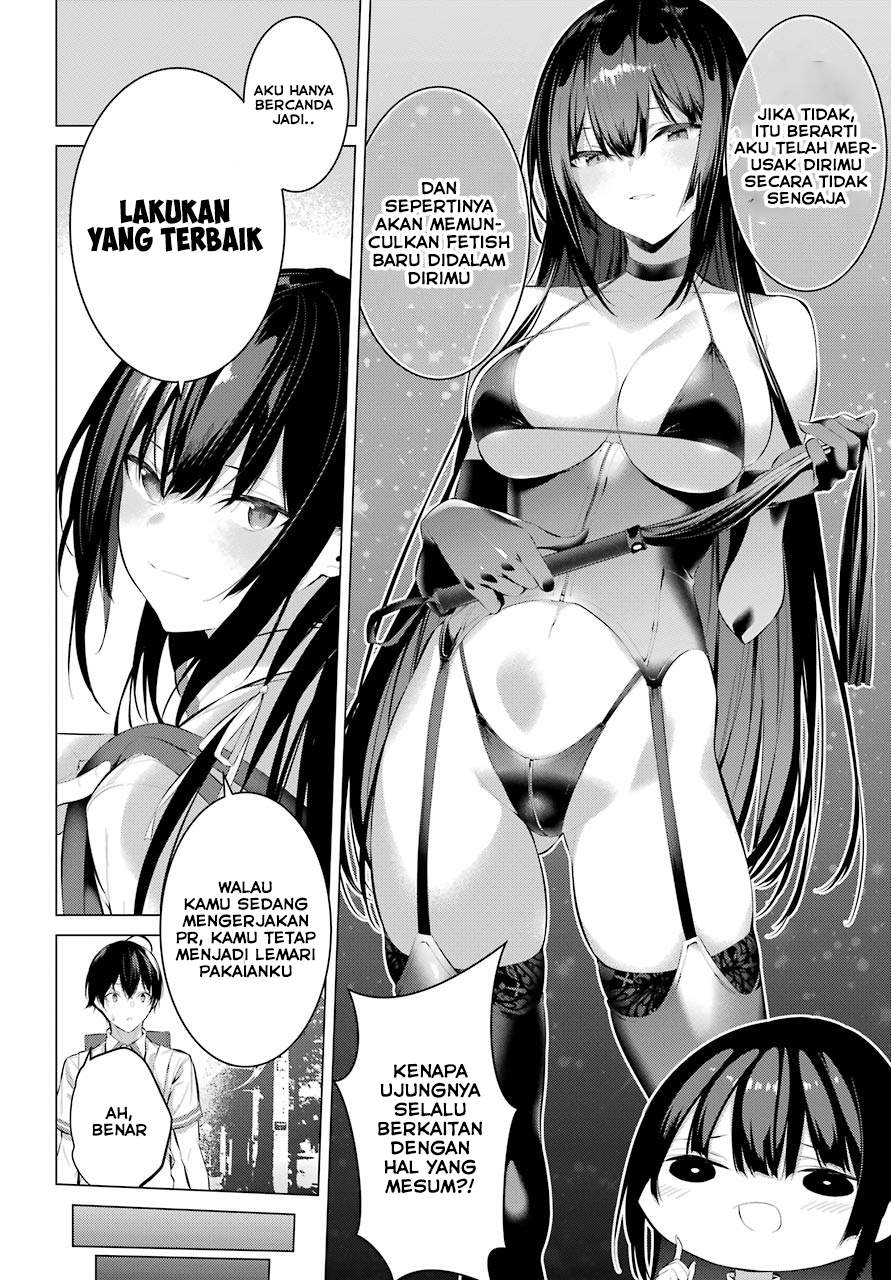 JIKA TIDAK,
ITU BERARTI
AKU TELAH MER-
USAK DIRIMU
SECARA TIDAK
SENGAJA
DAN
SEPERTINYA
AKAN MEMUN-
CULKAN FETISH
BARU DIDALAM
DIRIMU
KENAPA
UJUNGNYA
SELALU
BERKAITAN
DENGAN
HAL YANG
MESUM?!
AKU HANYA
BERCANDA
JADI..
LAKUKAN
YANG TERBAIK
WALAU
KAMU SEDANG
MENGERJAKAN
PR, KAMU TETAP
MENJADI LEMARI
PAKAIANKU
AH,
BENAR